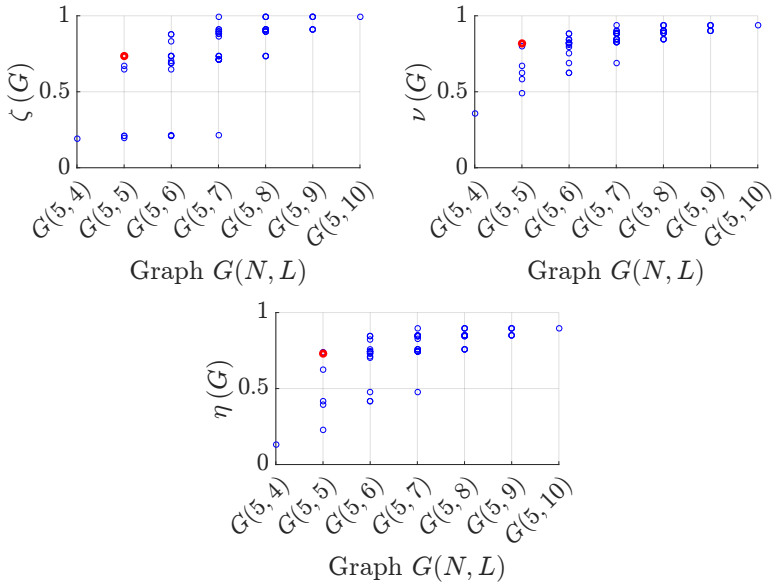 1
0.5
0
ζ (G)
G(5, 4)
G(5, 5)
G(5, 6)
G(5, 7)
G(5, 8)
G(5, 9)
G(5, 10)
Graph G(N, L)
1
0.5
0
ν (G)
G(5, 4)
G(5, 5)
G(5, 6)
G(5, 7)
G(5, 8)
G(5, 9)
G(5, 10)
Graph G(N, L)
1
0.5
0
η (G)
G(5, 4)
G(5, 5)
G(5, 6)
G(5, 7)
G(5, 8)
G(5, 9)
G(5, 10)
Graph G(N, L)